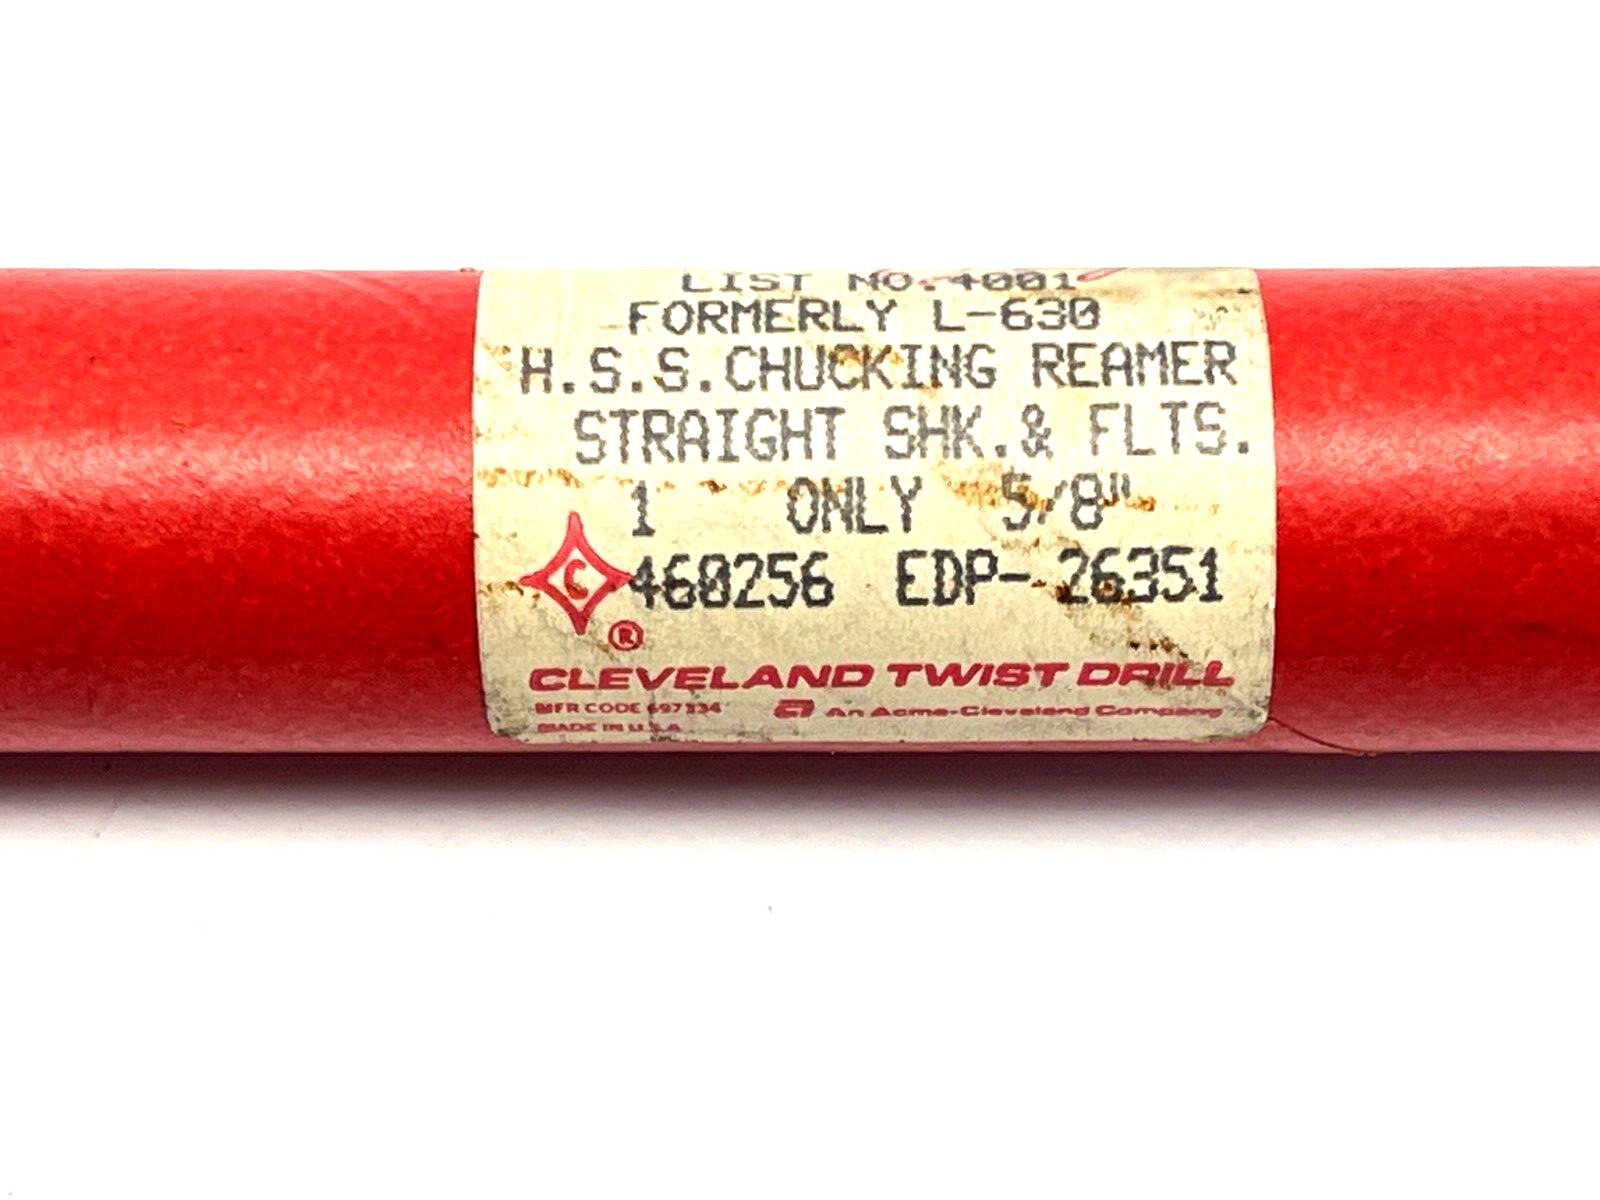 LIST NO.4001
FORMERLY L-630
H.S.S.CHUCKING REAMER
STRAIGHT SHK.& FLTS.
1 ONLY 5/8"
460256 EDP- 26351
C
®
CLEVELAND TWIST DRILL
MFR CODE 697234 a An Acme-Cleveland Company
MADE IN U.S.A